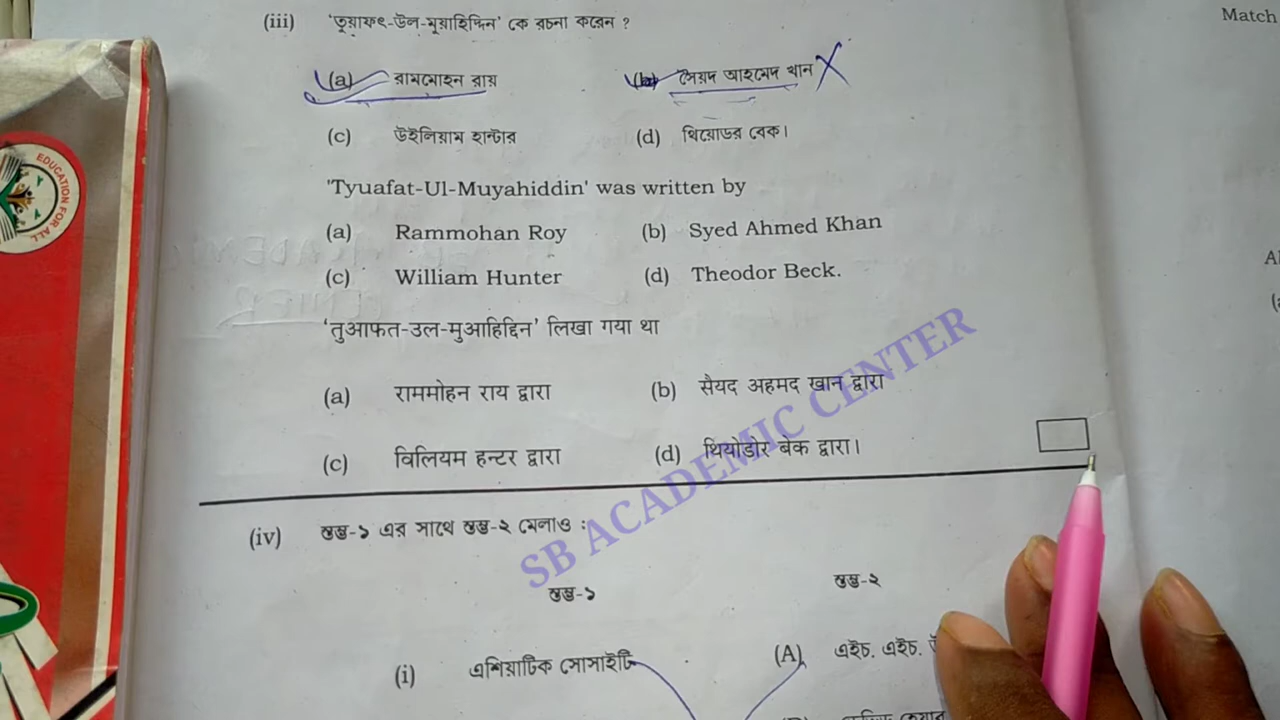 Match
(iii) 'তুয়াফৎ-উল-মূয়াহিদ্দিন' কে রচনা করেন ?
(a) রামমোহন রায় (b) সৈয়দ আহমেদ খান
(c) উইলিয়াম হান্টার (d) থিয়োডর বেক।
'Tyuafat-Ul-Muyahiddin' was written by
(a) Rammohan Roy (b) Syed Ahmed Khan
(c) William Hunter (d) Theodor Beck.
'तुआफत-उल-मुआहिद्दिन' लिखा गया था
(a) राममोहन राय द्वारा (b) सैयद अहमद खान द्वारा
(c) विलियम हन्टर द्वारा (d) थियोडोर बेक द्वारा।
(iv) স্তম্ভ-১ এর সাথে স্তম্ভ-২ মেলাও :
স্তম্ভ-১ স্তম্ভ-২
(i) এশিয়াটিক সোসাইটি (A) এইচ. এইচ.
EDUCATION FOR ALL
SB ACADEMIC CENTER